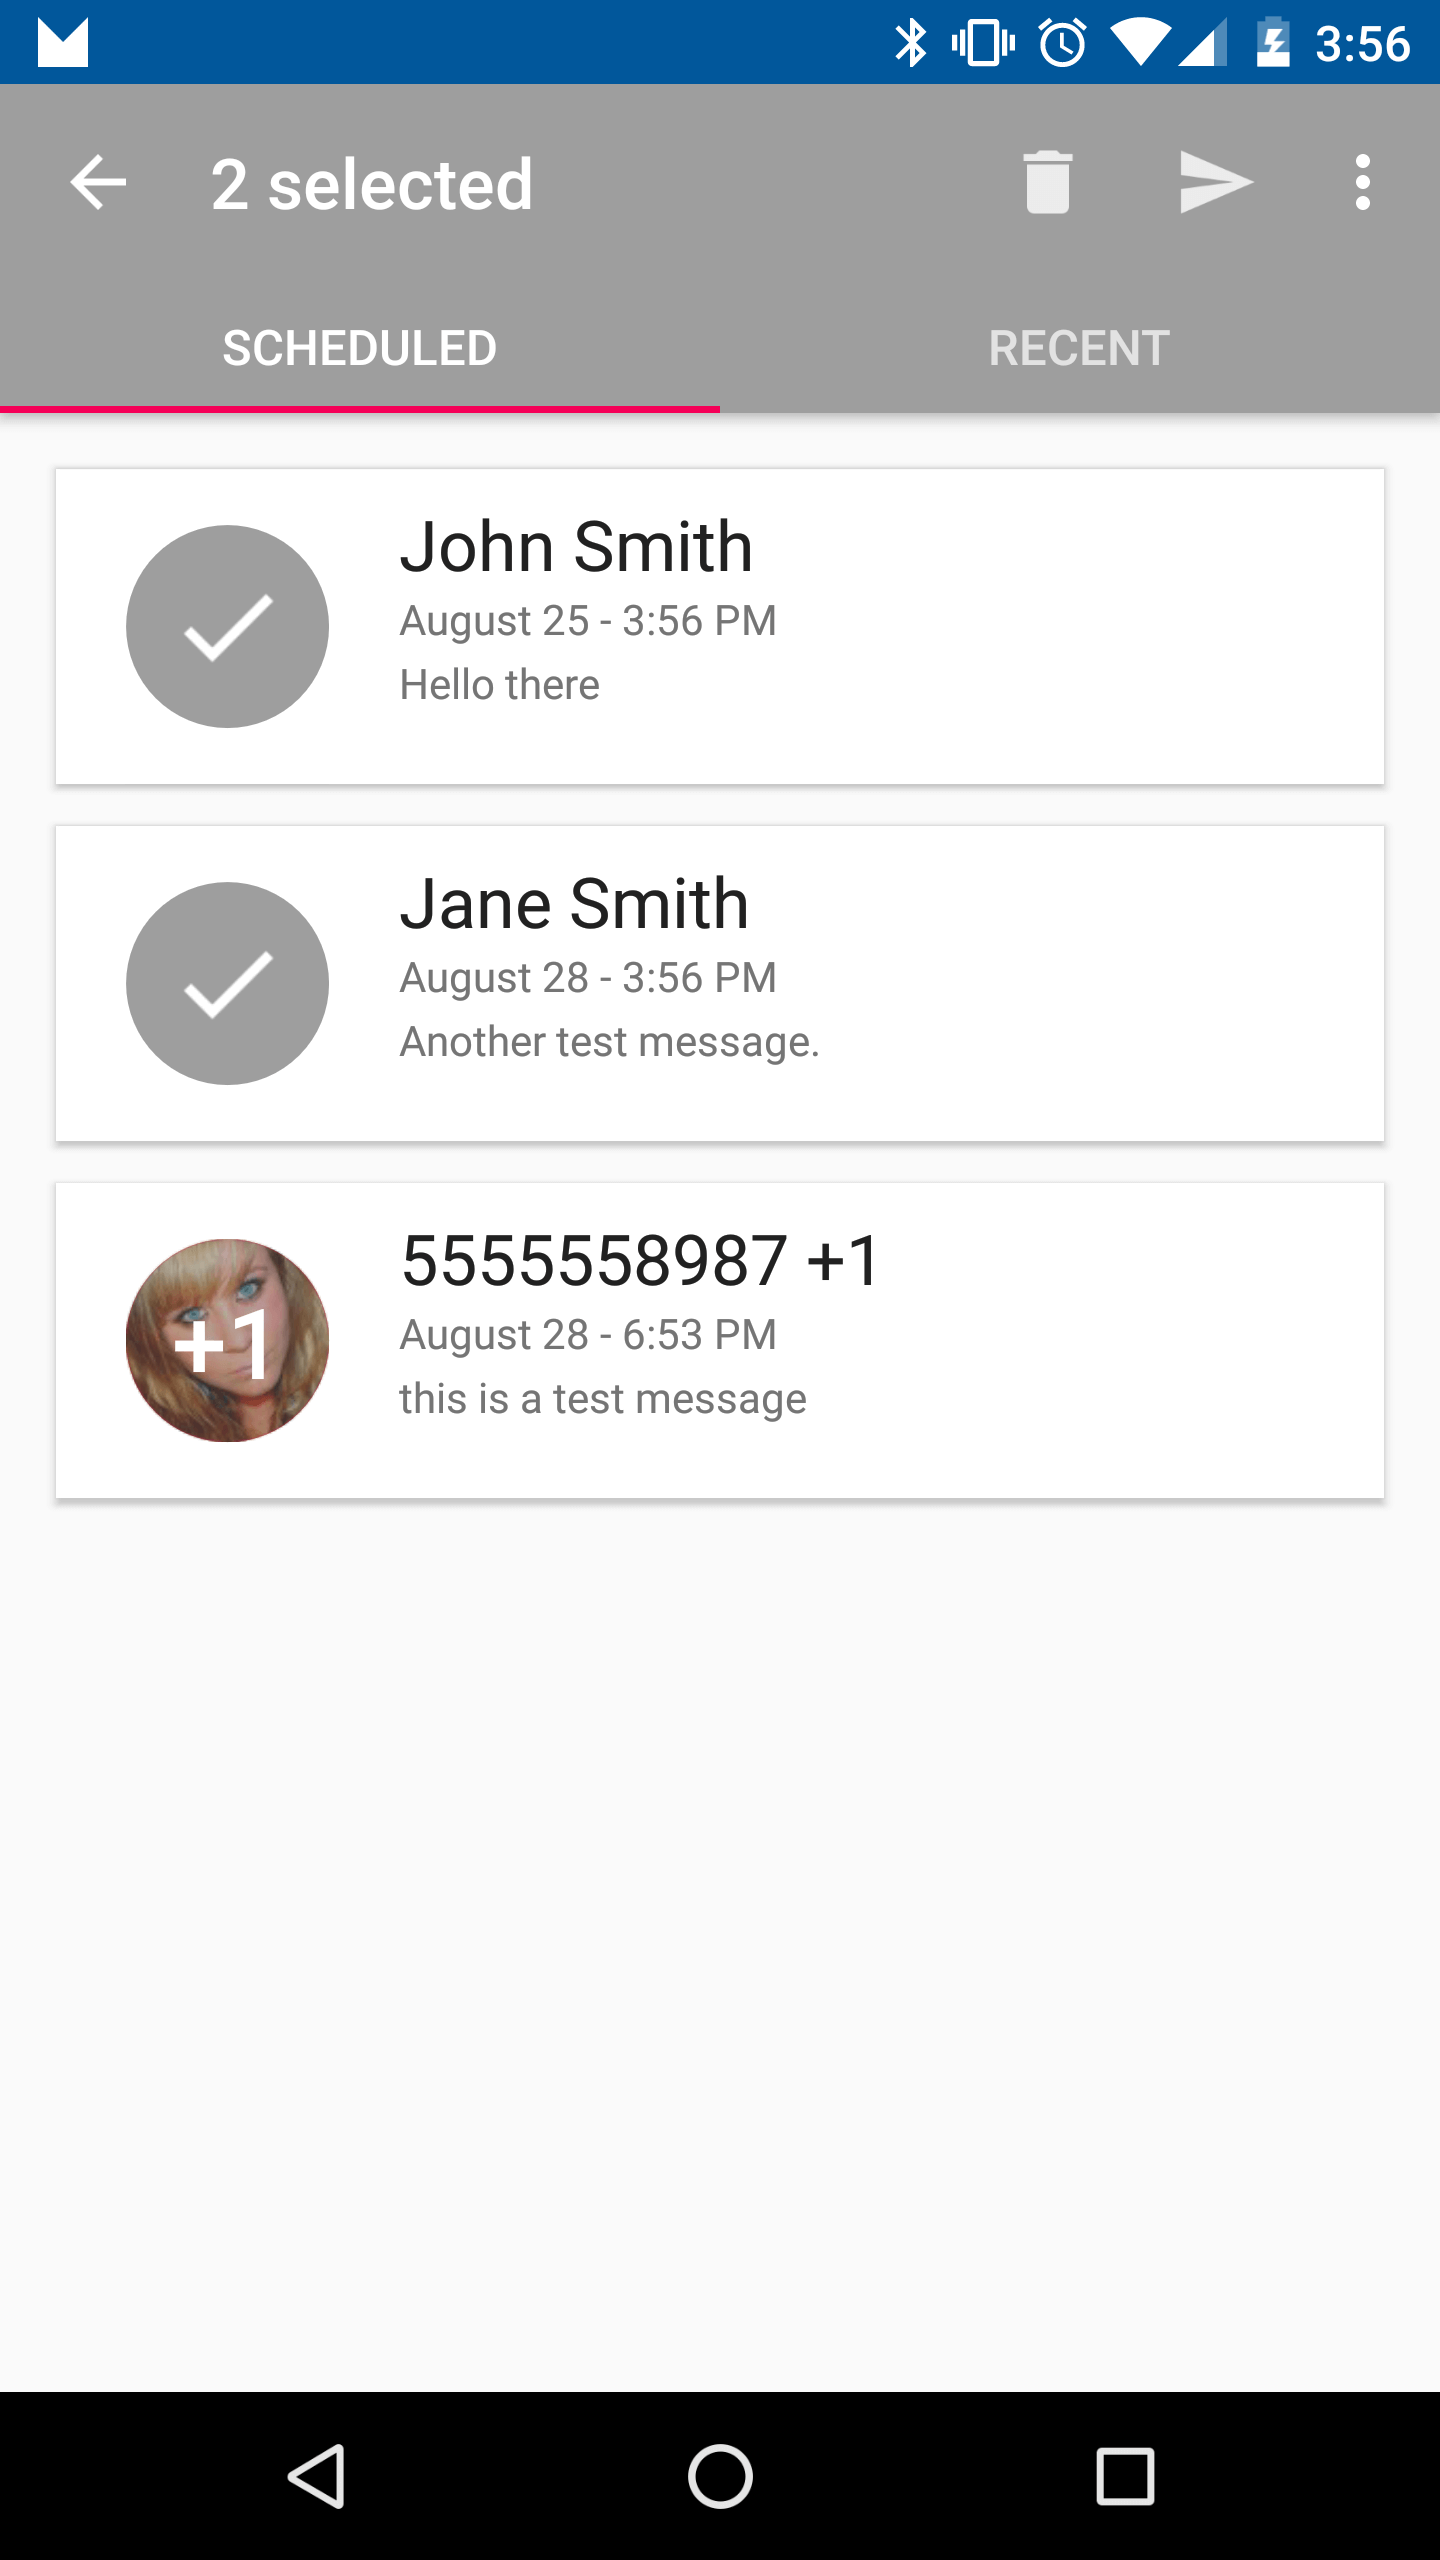 3:56
2 selected
SCHEDULED
RECENT
John Smith
August 25 - 3:56 PM
Hello there
Jane Smith
August 28 - 3:56 PM
Another test message.
+1
5555558987 +1
August 28 - 6:53 PM
this is a test message